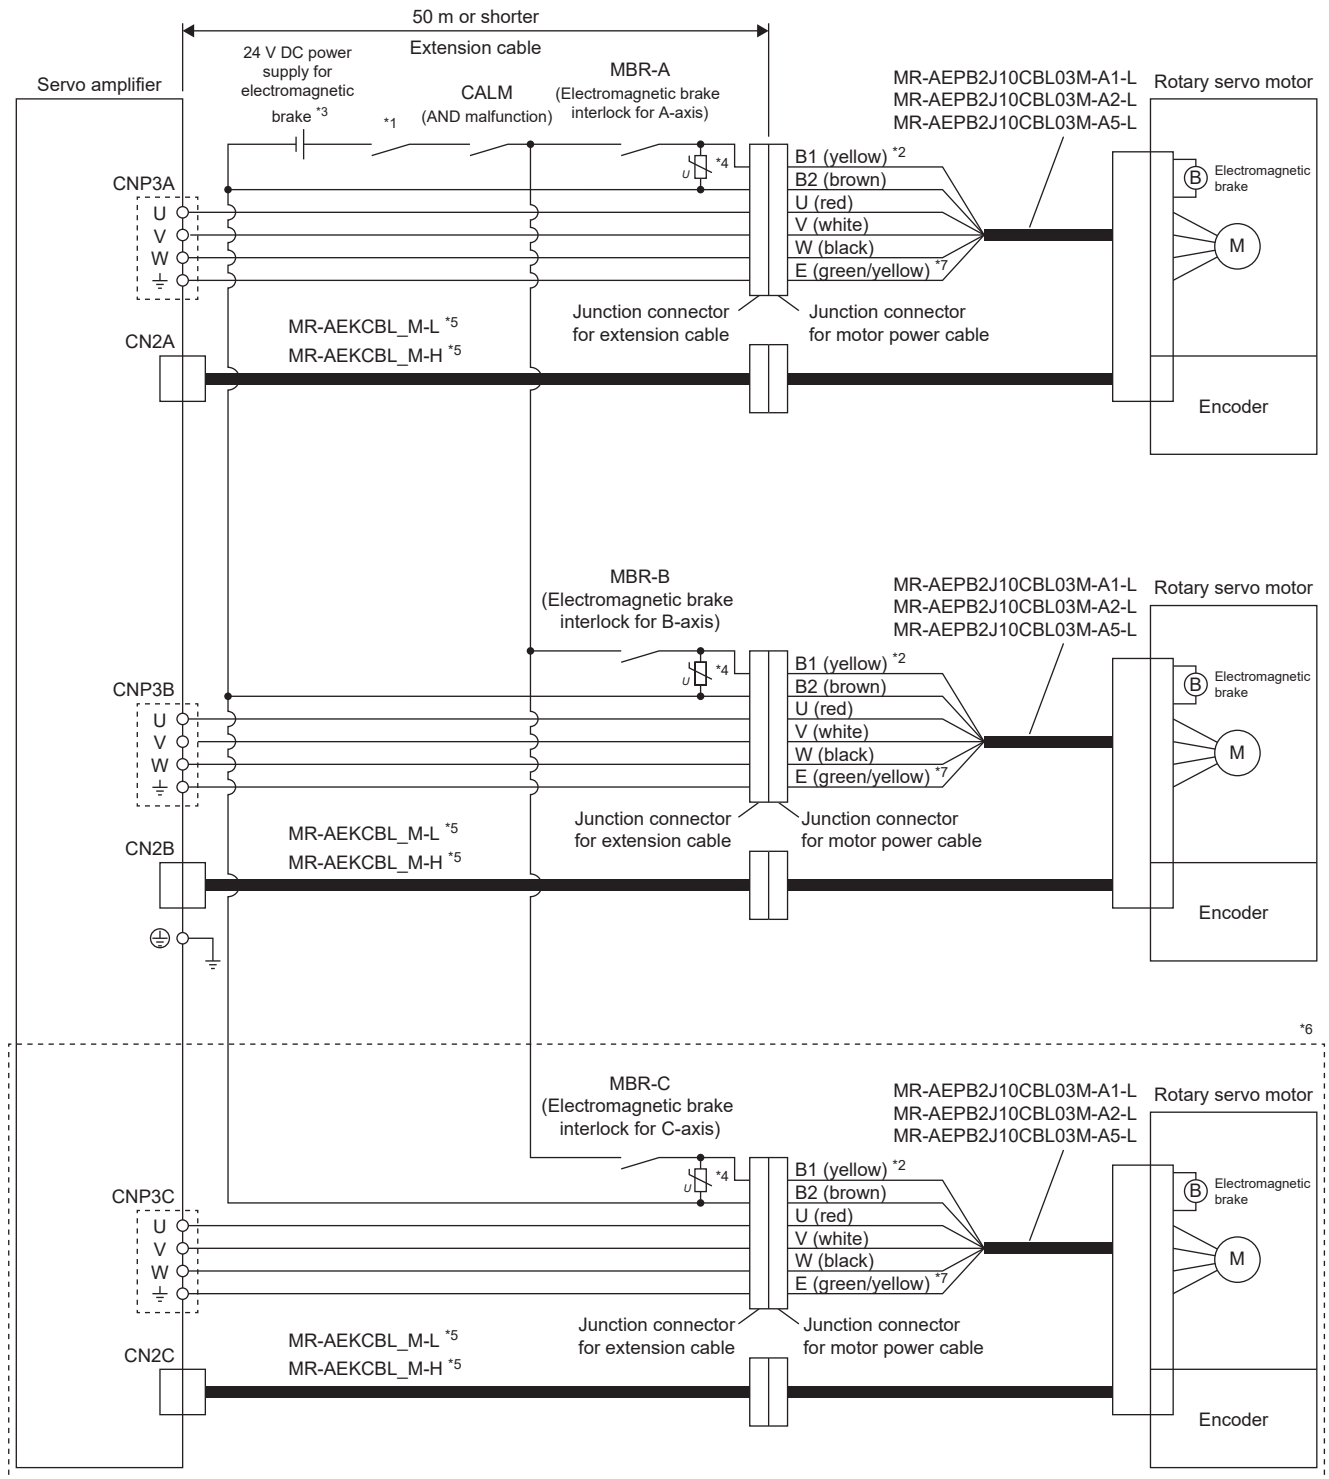 50 m or shorter
Extension cable
24 V DC power
supply for
electromagnetic
brake *3
*1
CALM
(AND malfunction)
MBR-A
(Electromagnetic brake
interlock for A-axis)
MR-AEPB2J10CBL03M-A1-L
MR-AEPB2J10CBL03M-A2-L
MR-AEPB2J10CBL03M-A5-L
Servo amplifier
Rotary servo motor
U
*4
B1 (yellow) *2
B2 (brown)
U (red)
V (white)
W (black)
E (green/yellow) *7
B
Electromagnetic
brake
M
CNP3A
U
V
W
Junction connector
for extension cable
Junction connector
for motor power cable
CN2A
MR-AEKCBL_M-L *5
MR-AEKCBL_M-H *5
Encoder
MBR-B
(Electromagnetic brake
interlock for B-axis)
MR-AEPB2J10CBL03M-A1-L
MR-AEPB2J10CBL03M-A2-L
MR-AEPB2J10CBL03M-A5-L
Rotary servo motor
U
*4
B1 (yellow) *2
B2 (brown)
U (red)
V (white)
W (black)
E (green/yellow) *7
B
Electromagnetic
brake
M
CNP3B
U
V
W
Junction connector
for extension cable
Junction connector
for motor power cable
CN2B
MR-AEKCBL_M-L *5
MR-AEKCBL_M-H *5
Encoder
*6
MBR-C
(Electromagnetic brake
interlock for C-axis)
MR-AEPB2J10CBL03M-A1-L
MR-AEPB2J10CBL03M-A2-L
MR-AEPB2J10CBL03M-A5-L
Rotary servo motor
U
*4
B1 (yellow) *2
B2 (brown)
U (red)
V (white)
W (black)
E (green/yellow) *7
B
Electromagnetic
brake
M
CNP3C
U
V
W
Junction connector
for extension cable
Junction connector
for motor power cable
CN2C
MR-AEKCBL_M-L *5
MR-AEKCBL_M-H *5
Encoder